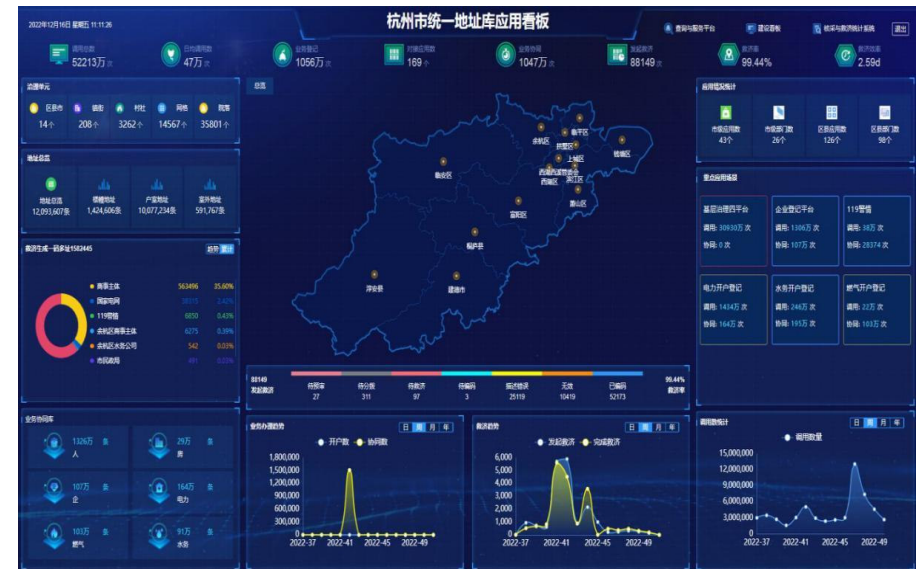 2022年12月16日 星期五 11:11:26
杭州市统一地址库应用看板
查询与服务平台
建设看板
核采与救济统计系统
退出
调用总数
52213万 次
日均调用数
47万 次
业务登记
1056万 次
对接应用数
169 个
业务协同
1047万 次
发起救济
88149 次
救济率
99.44%
救济效率
2.59d
治理单元
区县市
镇街
村社
网格
院落
14个
208个
3262个
14567个
35801个
地址总览
地址总览
楼幢地址
户室地址
室外地址
12,093,607条
1,424,606条
10,077,234条
591,767条
救济生成一码多址1582445
趋势 累计
商事主体 563496 35.60%
国家电网
119警情 6850 0.43%
余杭区商事主体 6275 0.39%
余杭区水务公司 542 0.03%
市民政局
业务协同库
1326万 条
人
29万 条
房
107万 条
企
164万 条
电力
103万 条
燃气
91万 条
水务
总览
临平区
余杭区
拱墅区
钱塘区
上城区
临安区
西湖西溪管委会
西湖区
滨江区
萧山区
富阳区
桐庐县
淳安县
建德市
88149
发起救济
待预审
27
待分拨
311
待救济
97
待编码
3
描述错误
25119
无效
10419
已编码
52173
99.44%
救济率
业务办理趋势
日 周 月 年
开户数 协同数
1,800,000
1,500,000
1,200,000
900,000
600,000
300,000
0
2022-37 2022-41 2022-45 2022-49
救济趋势
日 周 月 年
发起救济 完成救济
6,000
5,000
4,000
3,000
2,000
1,000
0
2022-37 2022-41 2022-45 2022-49
应用情况统计
市级应用数
市级部门数
区县应用数
区县部门数
43个
26个
126个
98个
重点应用场景
基层治理四平台
调用: 30930万 次
协同: 0 次
企业登记平台
调用: 1306万 次
协同: 107万 次
119警情
调用: 38万 次
协同: 28374 次
电力开户登记
调用: 1434万 次
协同: 164万 次
水务开户登记
调用: 246万 次
协同: 195万 次
燃气开户登记
调用: 22万 次
协同: 103万 次
调用数统计
日 周 月 年
调用数量
15,000,000
12,000,000
9,000,000
6,000,000
3,000,000
0
2022-37 2022-41 2022-45 2022-49